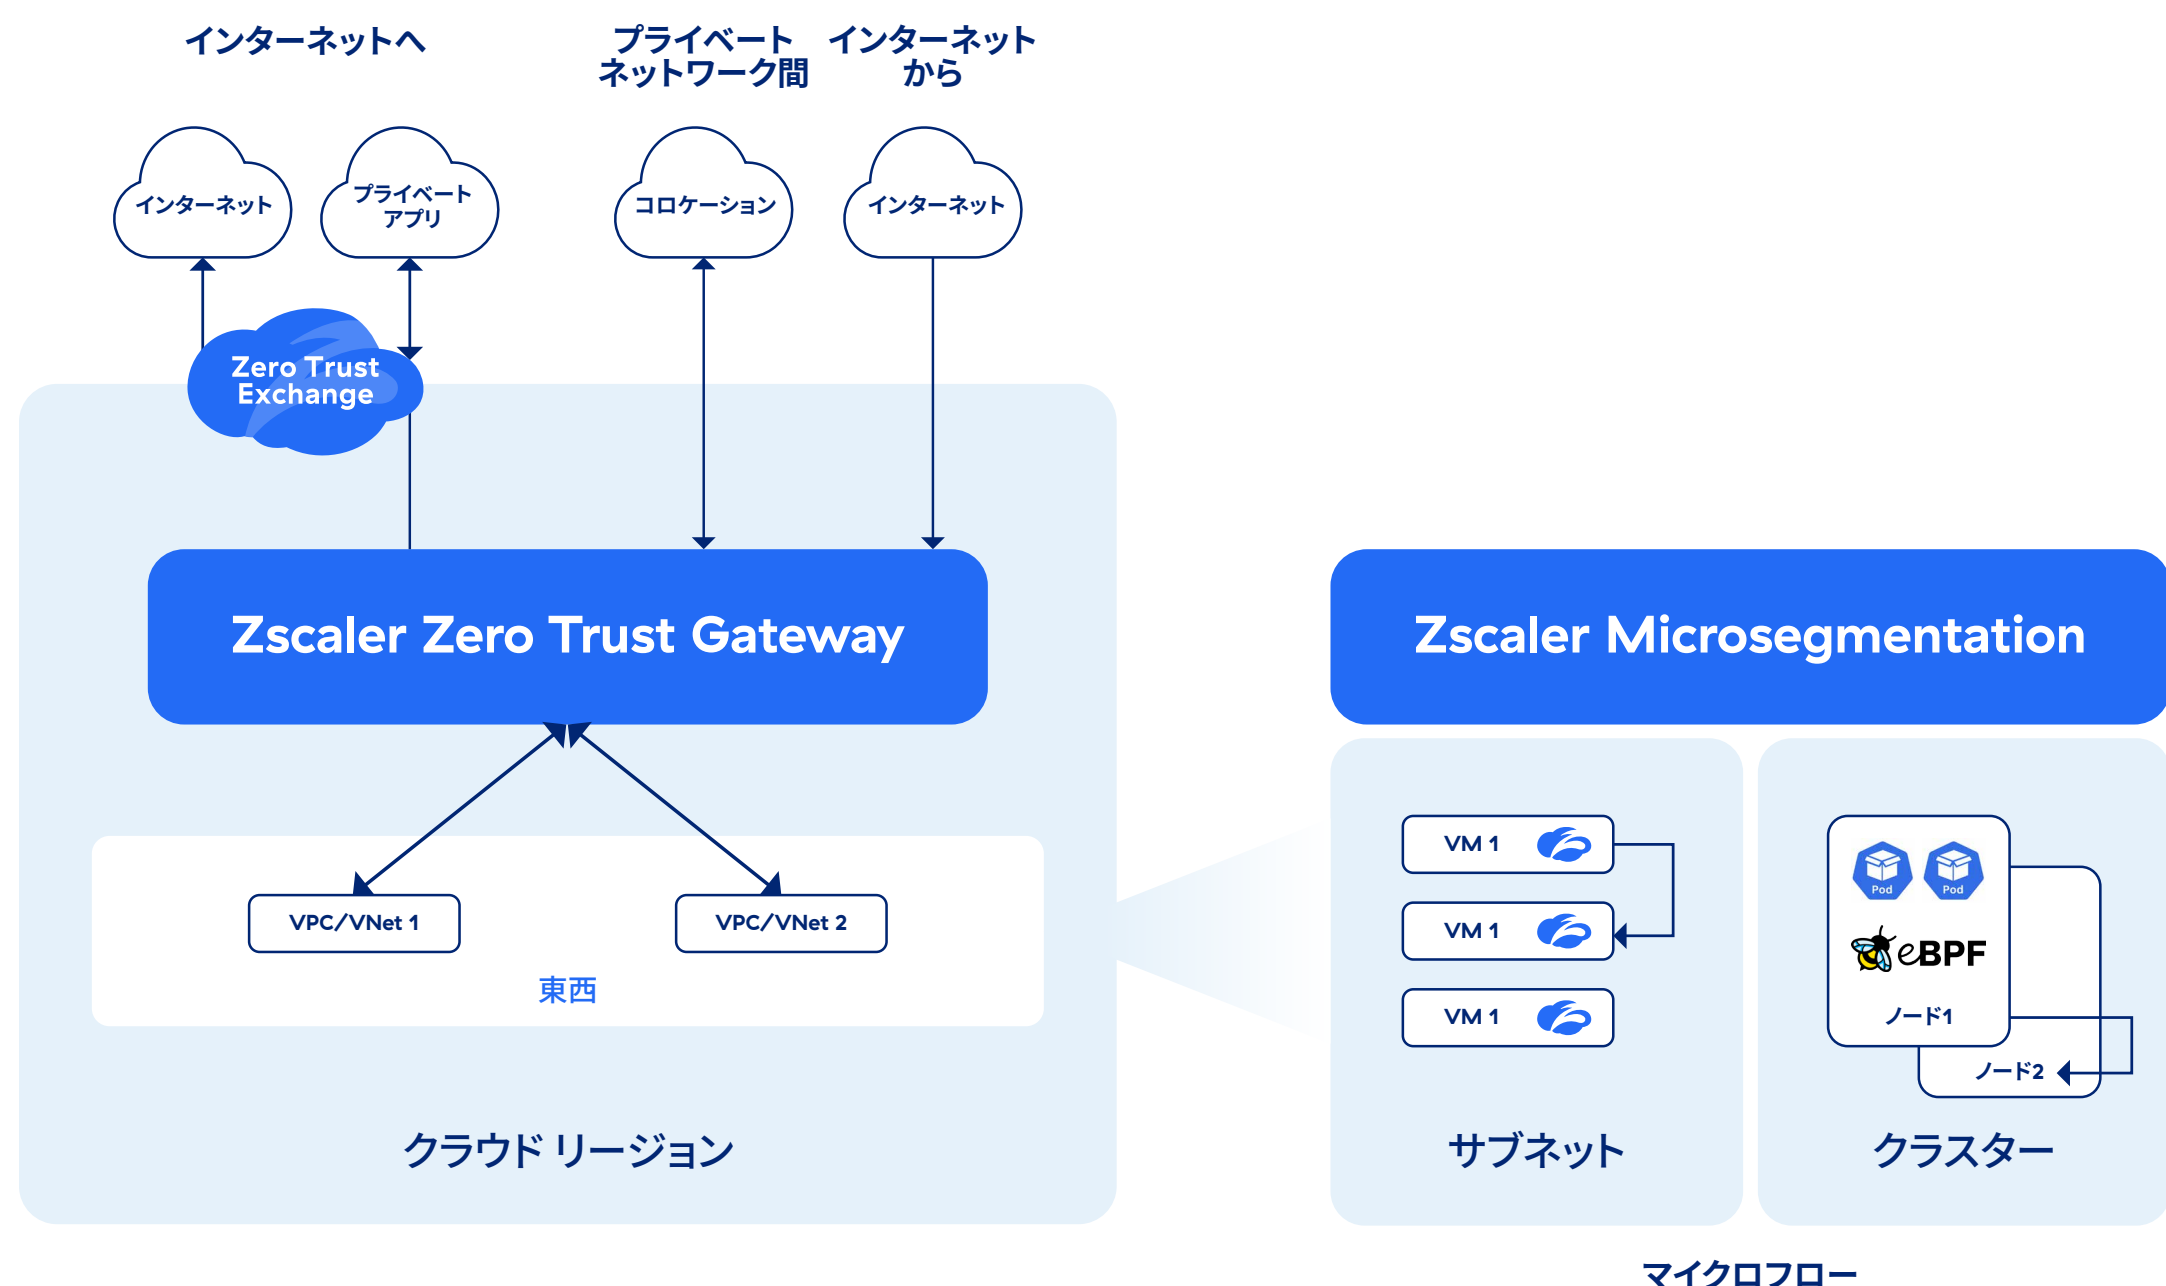 インターネットへ
プライベート
ネットワーク間
インターネット
から
インターネット
プライベート
アプリ
コロケーション
インターネット
Zero Trust
Exchange
Zscaler Zero Trust Gateway
VPC/VNet 1
VPC/VNet 2
東西
クラウド リージョン
Zscaler Microsegmentation
VM 1
VM 1
VM 1
サブネット
Pod
Pod
eBPF
ノード1
ノード2
クラスター
マイクロフロー